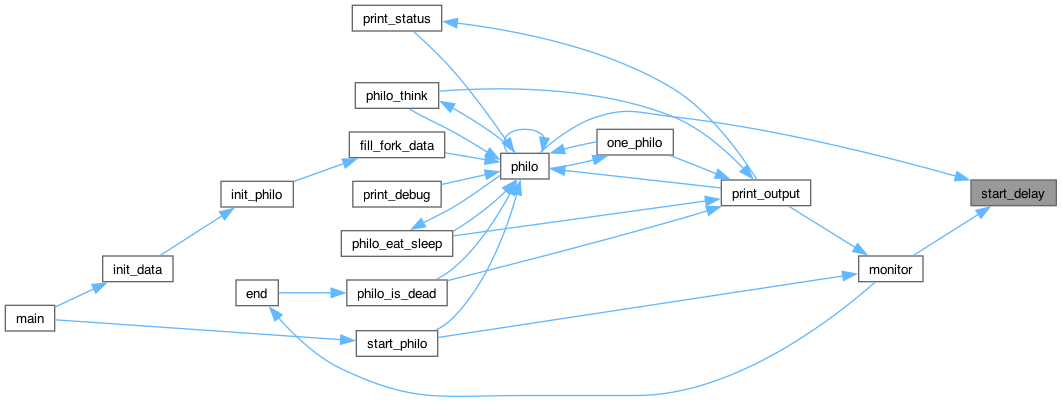 print_status
philo_think
fill_fork_data
one_philo
philo
init_philo
print_debug
print_output
start_delay
philo_eat_sleep
init_data
monitor
end
philo_is_dead
main
start_philo